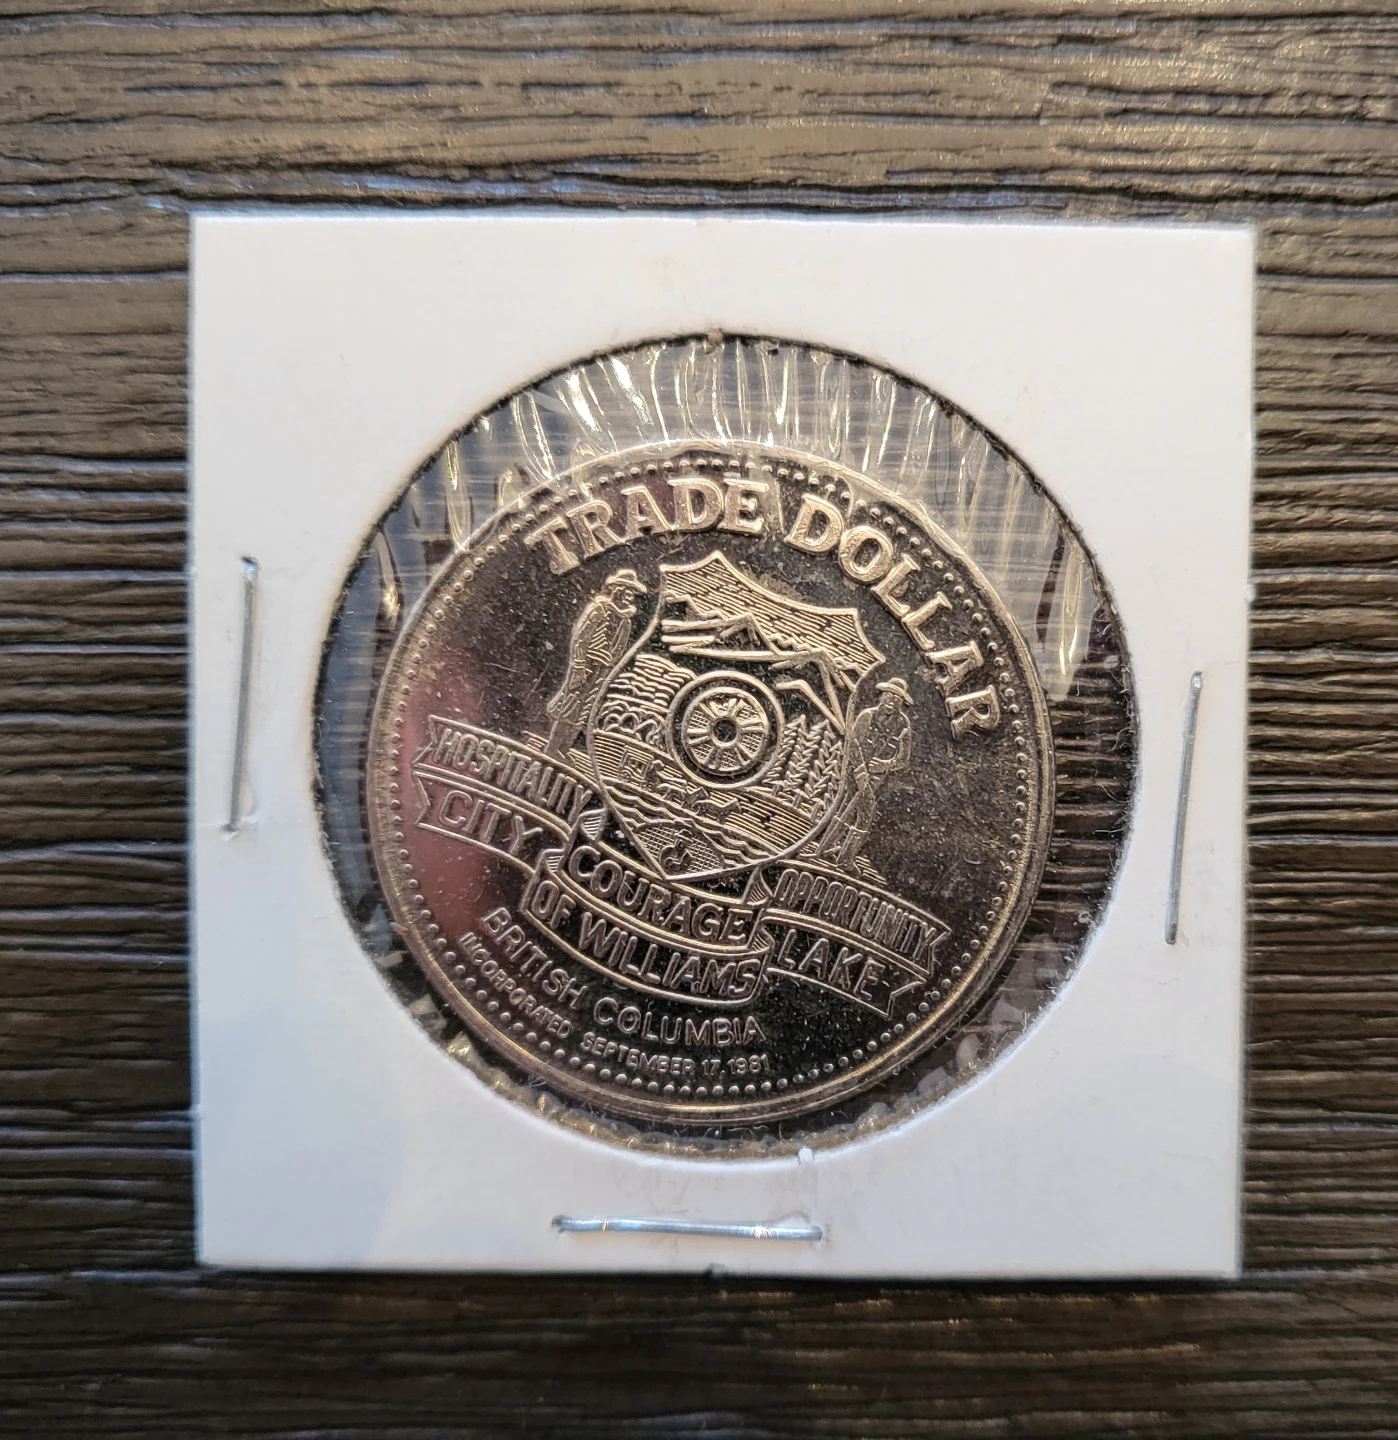 TRADE DOLLAR
HOSPITALITY COURAGE OPPORTUNITY
CITY OF WILLIAMS LAKE
BRITISH COLUMBIA
INCORPORATED SEPTEMBER 17, 1981